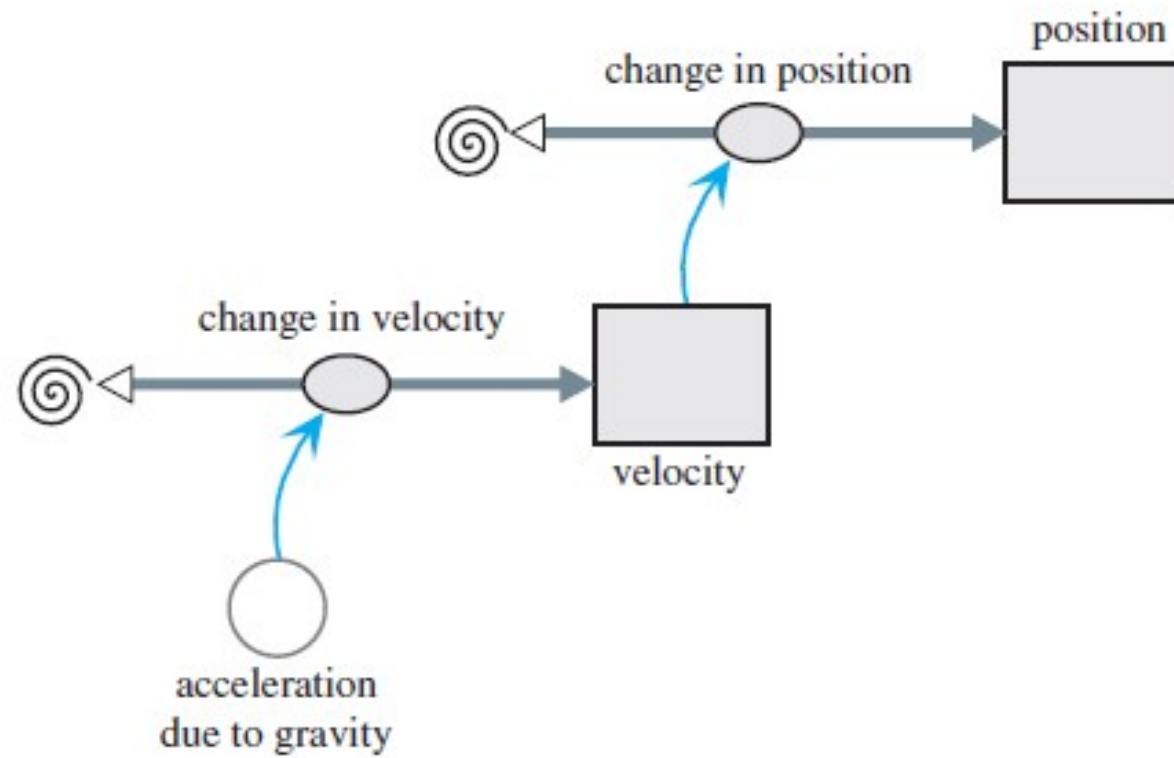 position
change in position
change in velocity
velocity
acceleration
due to gravity